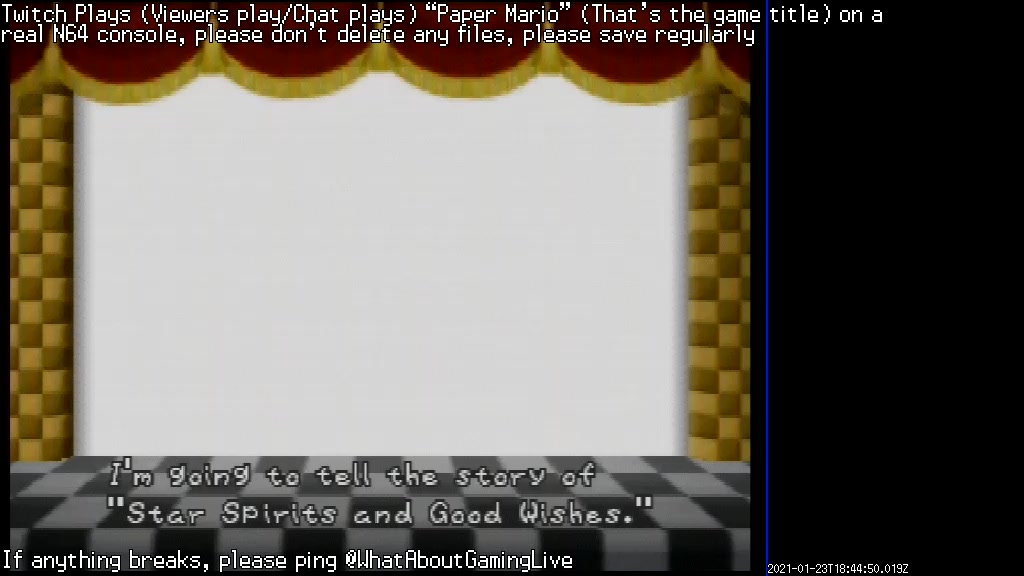 Twitch Plays (Viewers play/Chat plays) “Paper Mario” (That’s the game title) on a
real N64 console, please don’t delete any files, please save regularly
I'm going to tell the story of
"Star Spirits and Good Wishes."
If anything breaks, please ping @WhatAboutGamingLive
2021-01-23T18:44:50.019Z